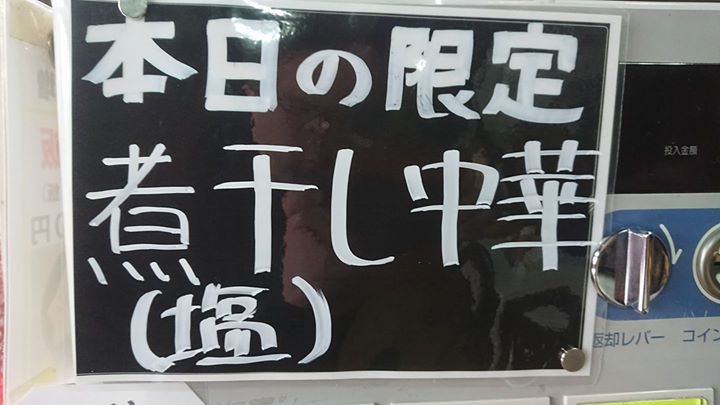 本日の限定
煮干し中華
(塩)
投入金額
返却レバー コイン
円